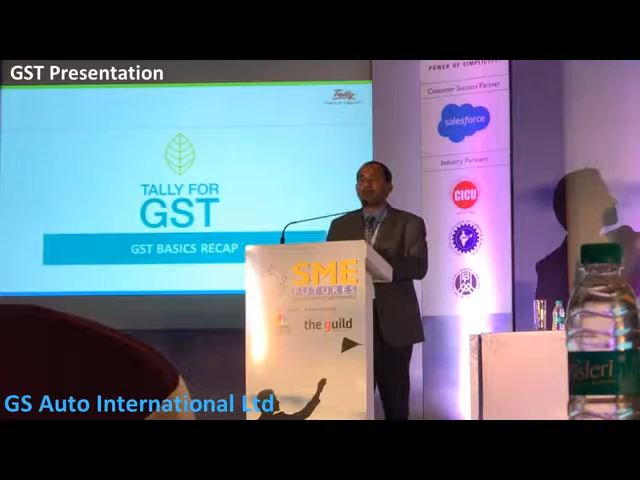 GST Presentation
POWER OF SIMPLICITY
Customer Success Partner
Tally
salesforce
TALLY FOR
GST
Industry Partners
CICU
GST BASICS RECAP
SME
FUTURES
the guild
GS Auto International Ltd